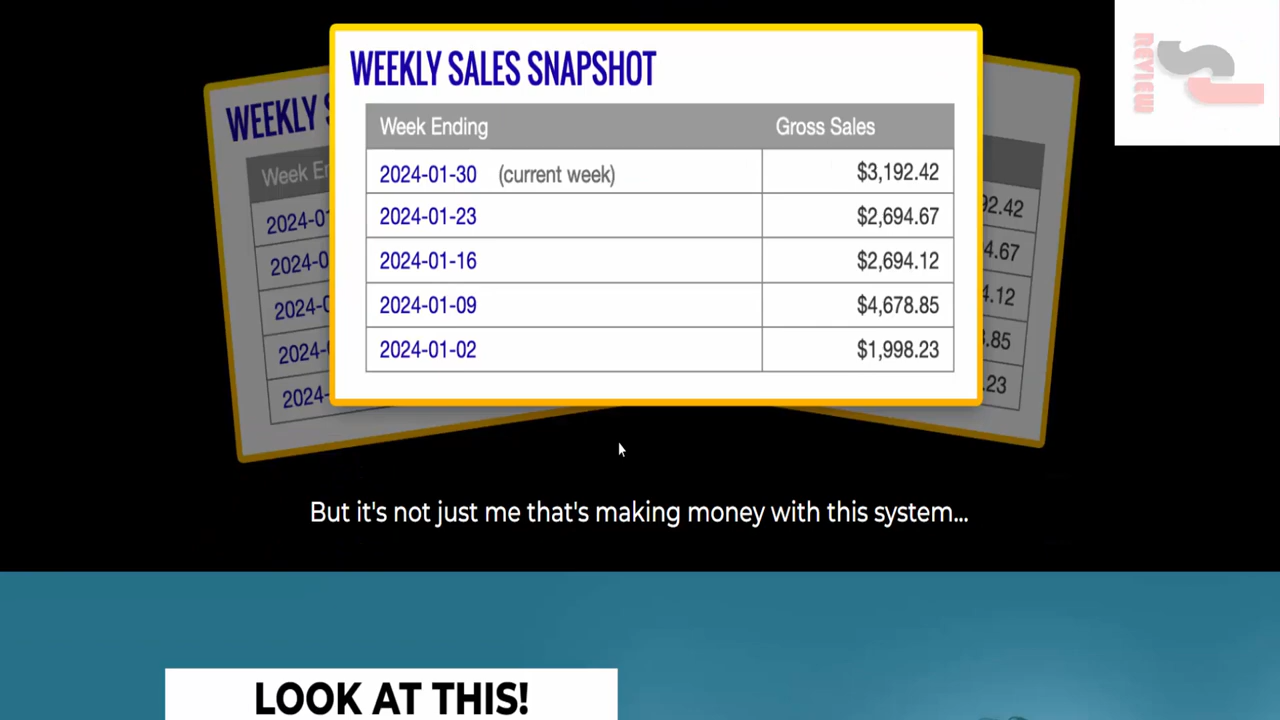 WEEKLY SALES SNAPSHOT
Week Ending Gross Sales
2024-01-30 (current week) $3,192.42
2024-01-23 $2,694.67
2024-01-16 $2,694.12
2024-01-09 $4,678.85
2024-01-02 $1,998.23
WEEKLY
But it's not just me that's making money with this system...
LOOK AT THIS!
REVIEW